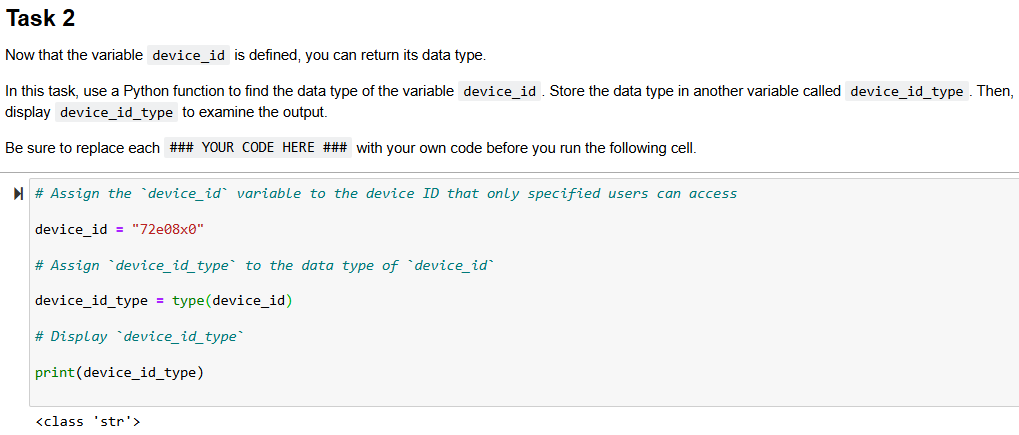 Task 2
Now that the variable device_id is defined, you can return its data type.
In this task, use a Python function to find the data type of the variable device_id . Store the data type in another variable called device_id_type . Then,
display device_id_type to examine the output.
Be sure to replace each ### YOUR CODE HERE ### with your own code before you run the following cell.
# Assign the `device_id` variable to the device ID that only specified users can access
device_id = "72e08x0"
# Assign `device_id_type` to the data type of `device_id`
device_id_type = type(device_id)
# Display `device_id_type`
print(device_id_type)
<class 'str'>